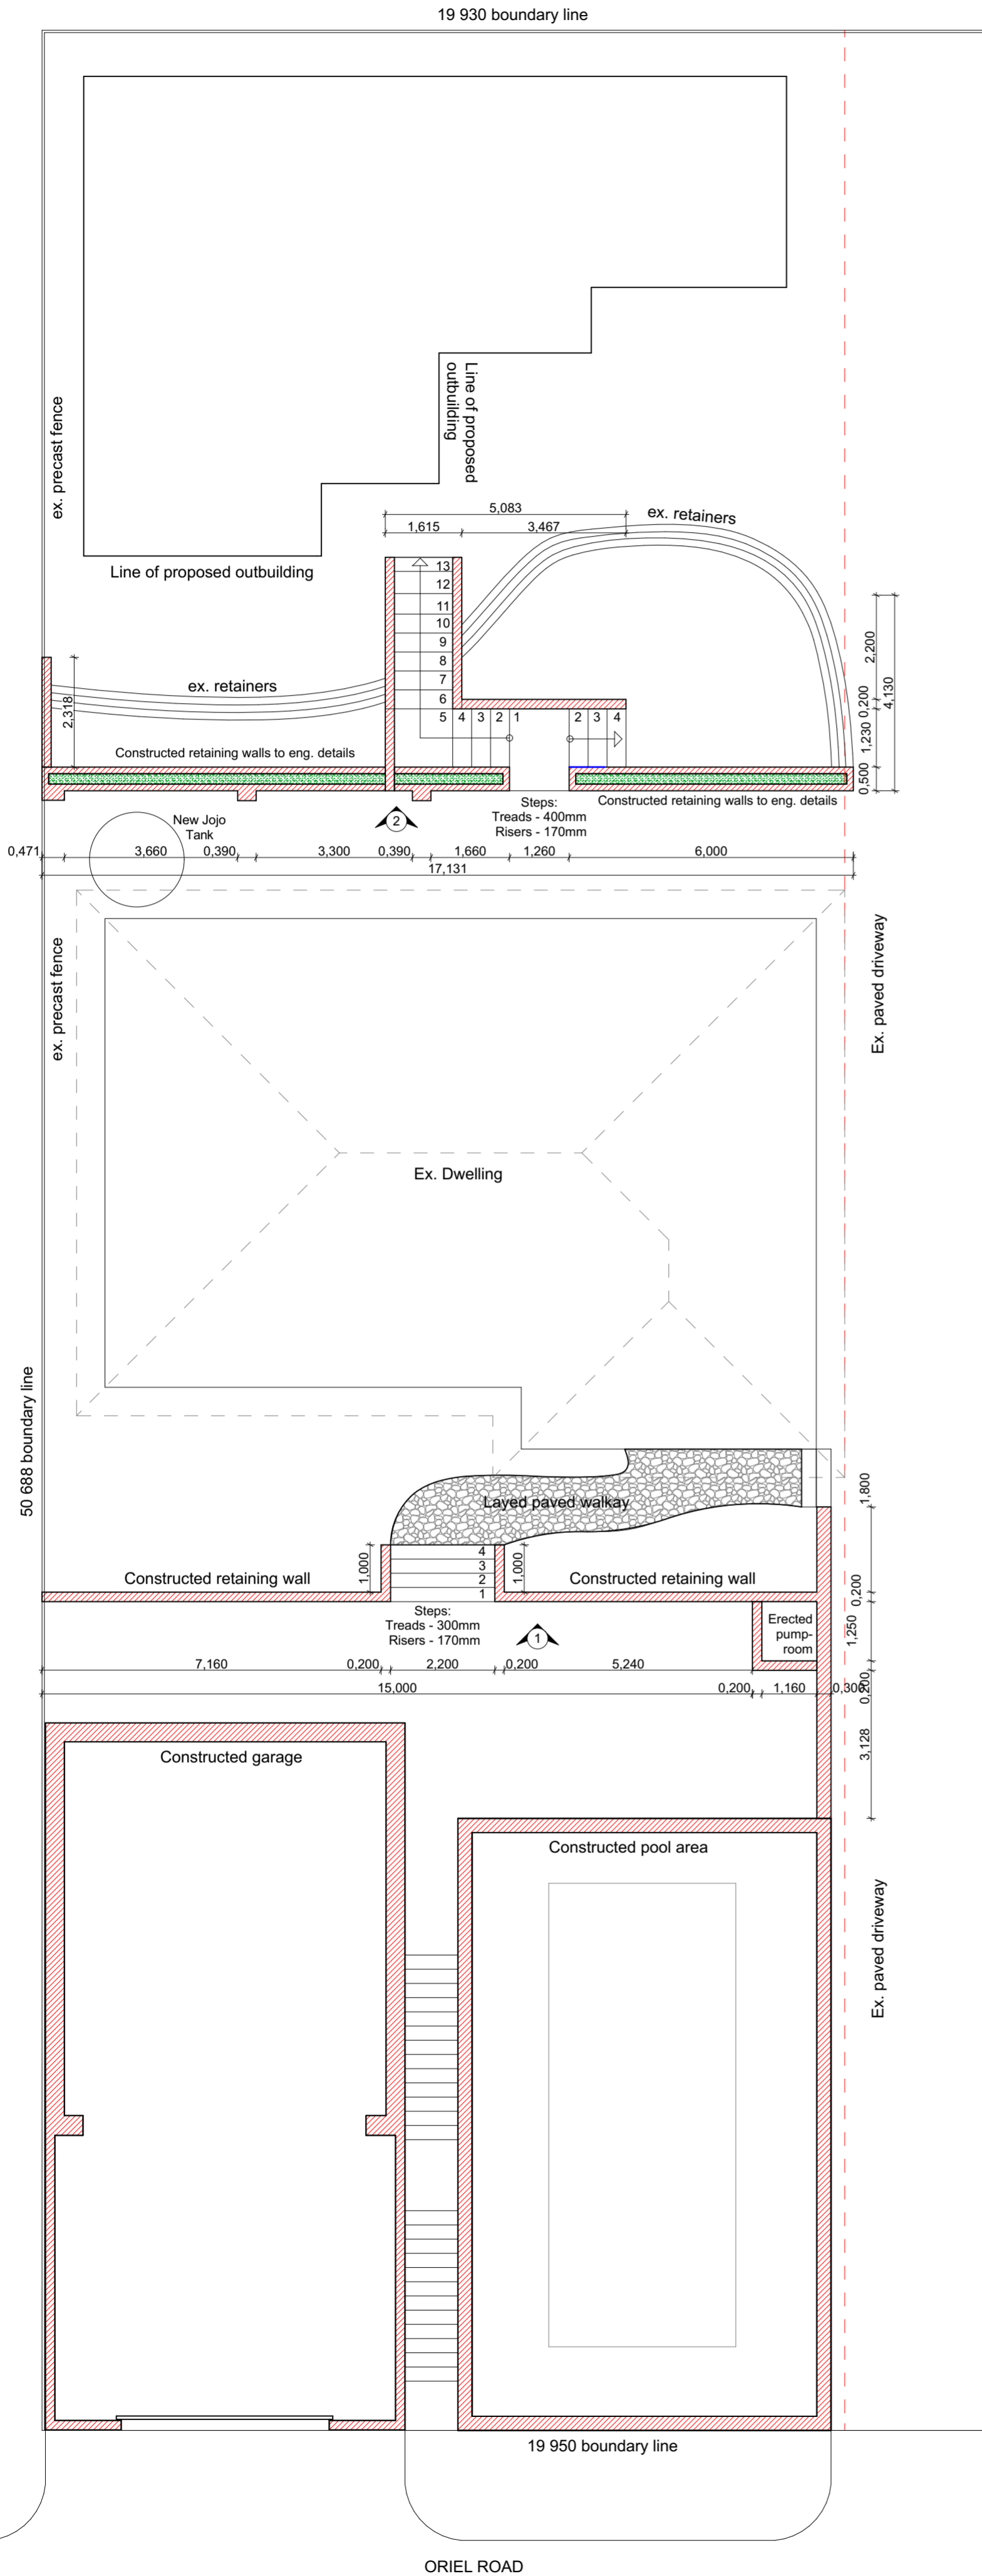 19 930 boundary line
ex. precast fence
Line of proposed
outbuilding
Line of proposed outbuilding
5,083
1,615
3,467
ex. retainers
13
12
11
10
9
8
7
6
5
4
3
2
1
2
3
4
2,200
0,200
4,130
1,230
0,500
ex. retainers
2,318
Constructed retaining walls to eng. details
Constructed retaining walls to eng. details
Steps:
Treads - 400mm
Risers - 170mm
2
New Jojo
Tank
0,471
3,660
0,390
3,300
0,390
1,660
1,260
6,000
17,131
ex. precast fence
Ex. paved driveway
Ex. Dwelling
50 688 boundary line
Layed paved walkay
1,800
1,000
4
3
2
1
1,000
Constructed retaining wall
Constructed retaining wall
0,200
Steps:
Treads - 300mm
Risers - 170mm
1
Erected
pump-
room
1,250
7,160
0,200
2,200
0,200
5,240
15,000
0,200
1,160
0,300
0,200
3,128
Constructed garage
Constructed pool area
Ex. paved driveway
19 950 boundary line
ORIEL ROAD